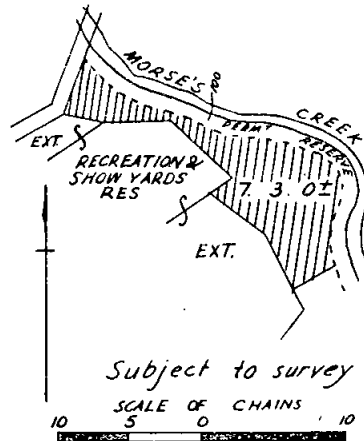 MORSE'S CREEK
100
PERMT RESERVE
EXT.
RECREATION &
SHOW YARDS
RES
7. 3. 0±
EXT.
Subject to survey
SCALE OF CHAINS
10 5 0 10